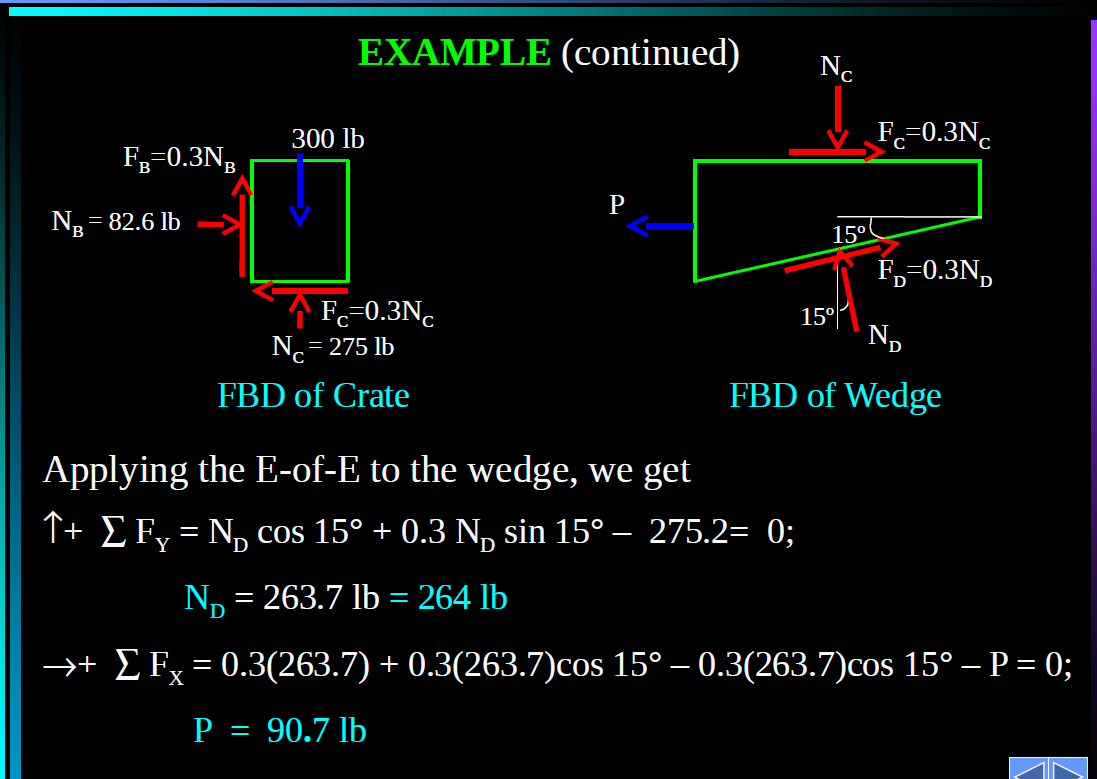 EXAMPLE (continued)
300 lb
FB=0.3NB
NB = 82.6 lb
FC=0.3NC
NC = 275 lb
FBD of Crate
NC
FC=0.3NC
P
15º
FD=0.3ND
15º
ND
FBD of Wedge
Applying the E-of-E to the wedge, we get
↑+ ∑ FY = ND cos 15° + 0.3 ND sin 15° – 275.2= 0;
ND = 263.7 lb = 264 lb
→+ ∑ FX = 0.3(263.7) + 0.3(263.7)cos 15° – 0.3(263.7)cos 15° – P = 0;
P = 90.7 lb